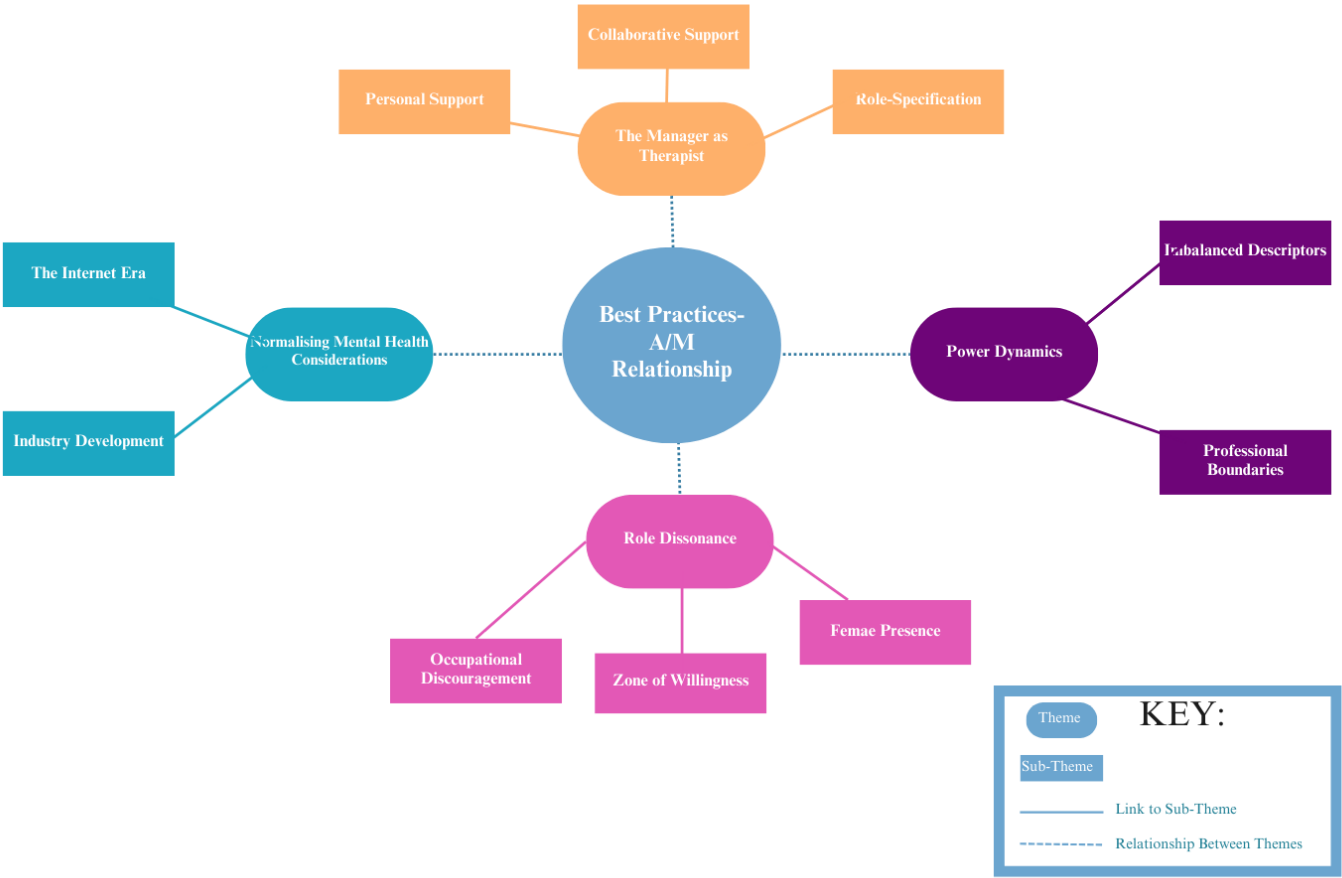 Collaborative Support
Personal Support
Role-Specification
The Manager as
Therapist
Imbalanced Descriptors
The Internet Era
Normalising Mental Health
Considerations
Best Practices-
A/M
Relationship
Power Dynamics
Industry Development
Professional
Boundaries
Role Dissonance
Femae Presence
Occupational
Discouragement
Zone of Willingness
KEY:
Theme
Sub-Theme
Link to Sub-Theme
Relationship Between Themes